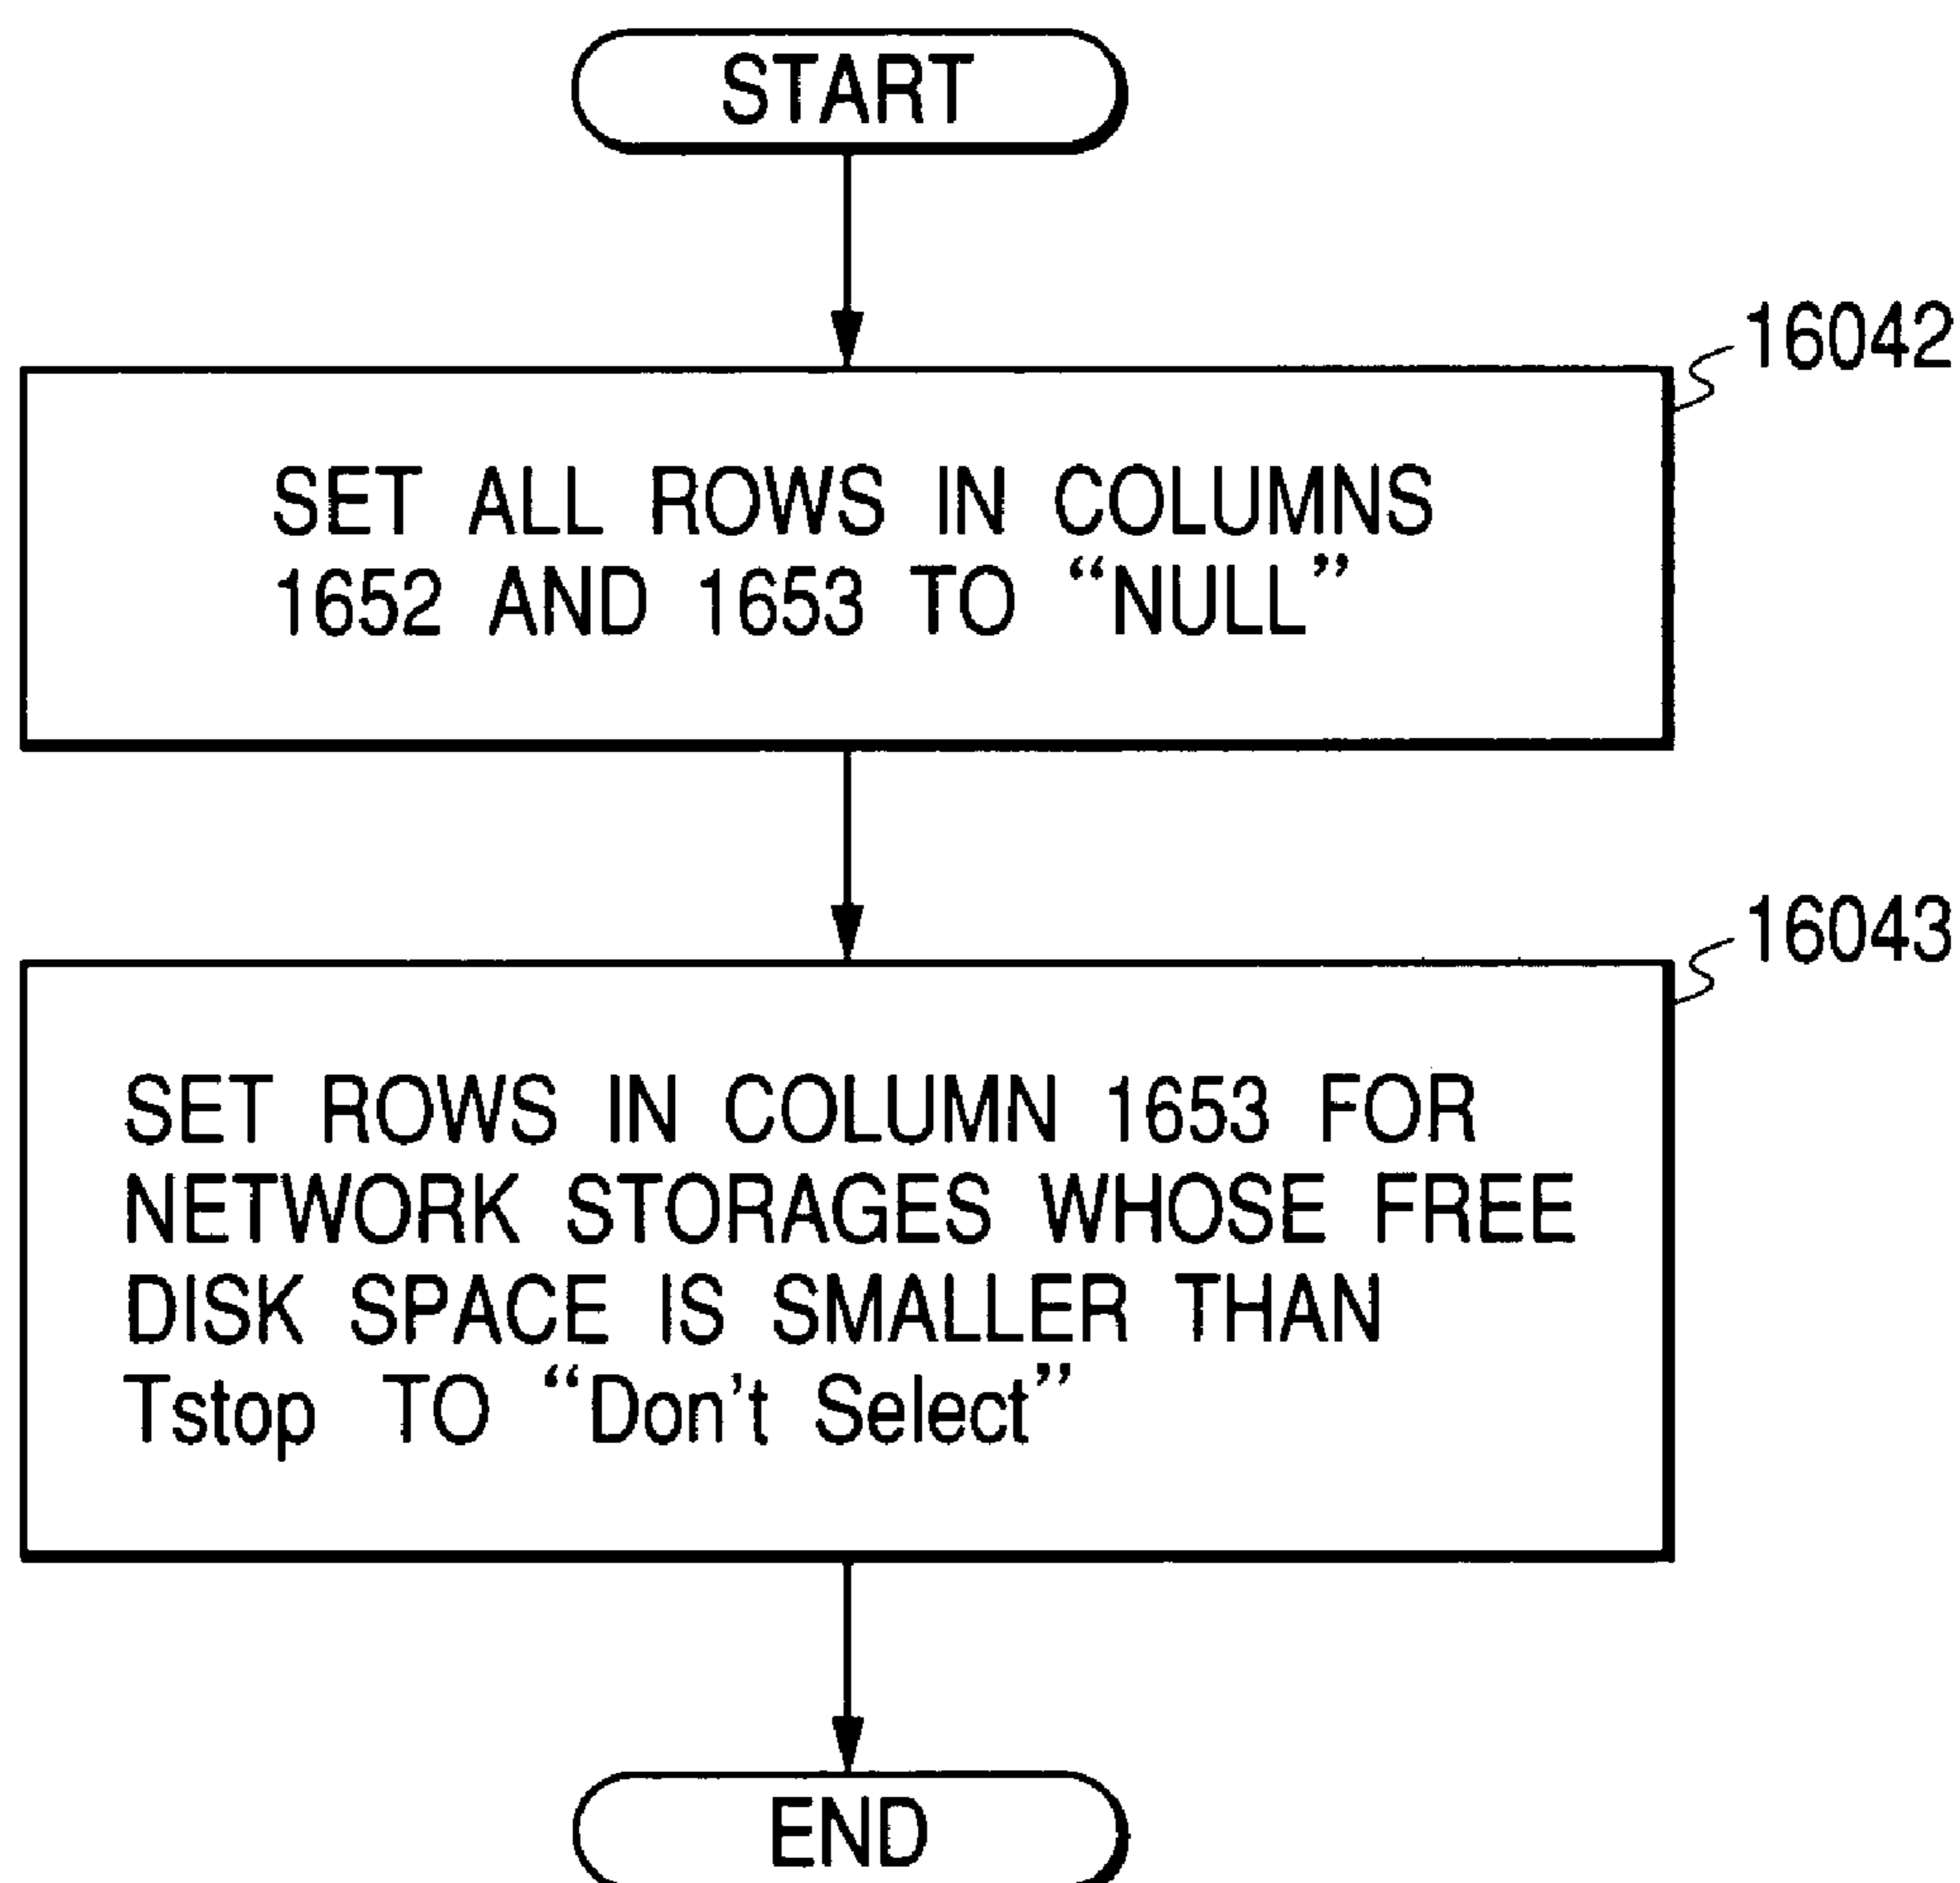 START
16042
SET ALL ROWS IN COLUMNS
1652 AND 1653 TO “NULL”
16043
SET ROWS IN COLUMN 1653 FOR
NETWORK STORAGES WHOSE FREE
DISK SPACE IS SMALLER THAN
Tstop TO “Don't Select”
END